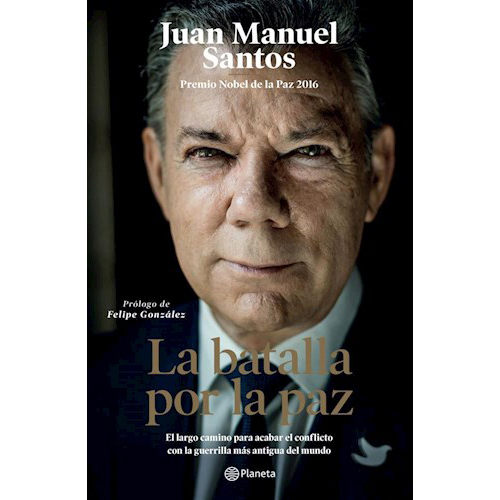 Juan Manuel
Santos
Premio Nobel de la Paz 2016
Prólogo de
Felipe González
La batalla
por la paz
El largo camino para acabar el conflicto
con la guerrilla más antigua del mundo
Planeta